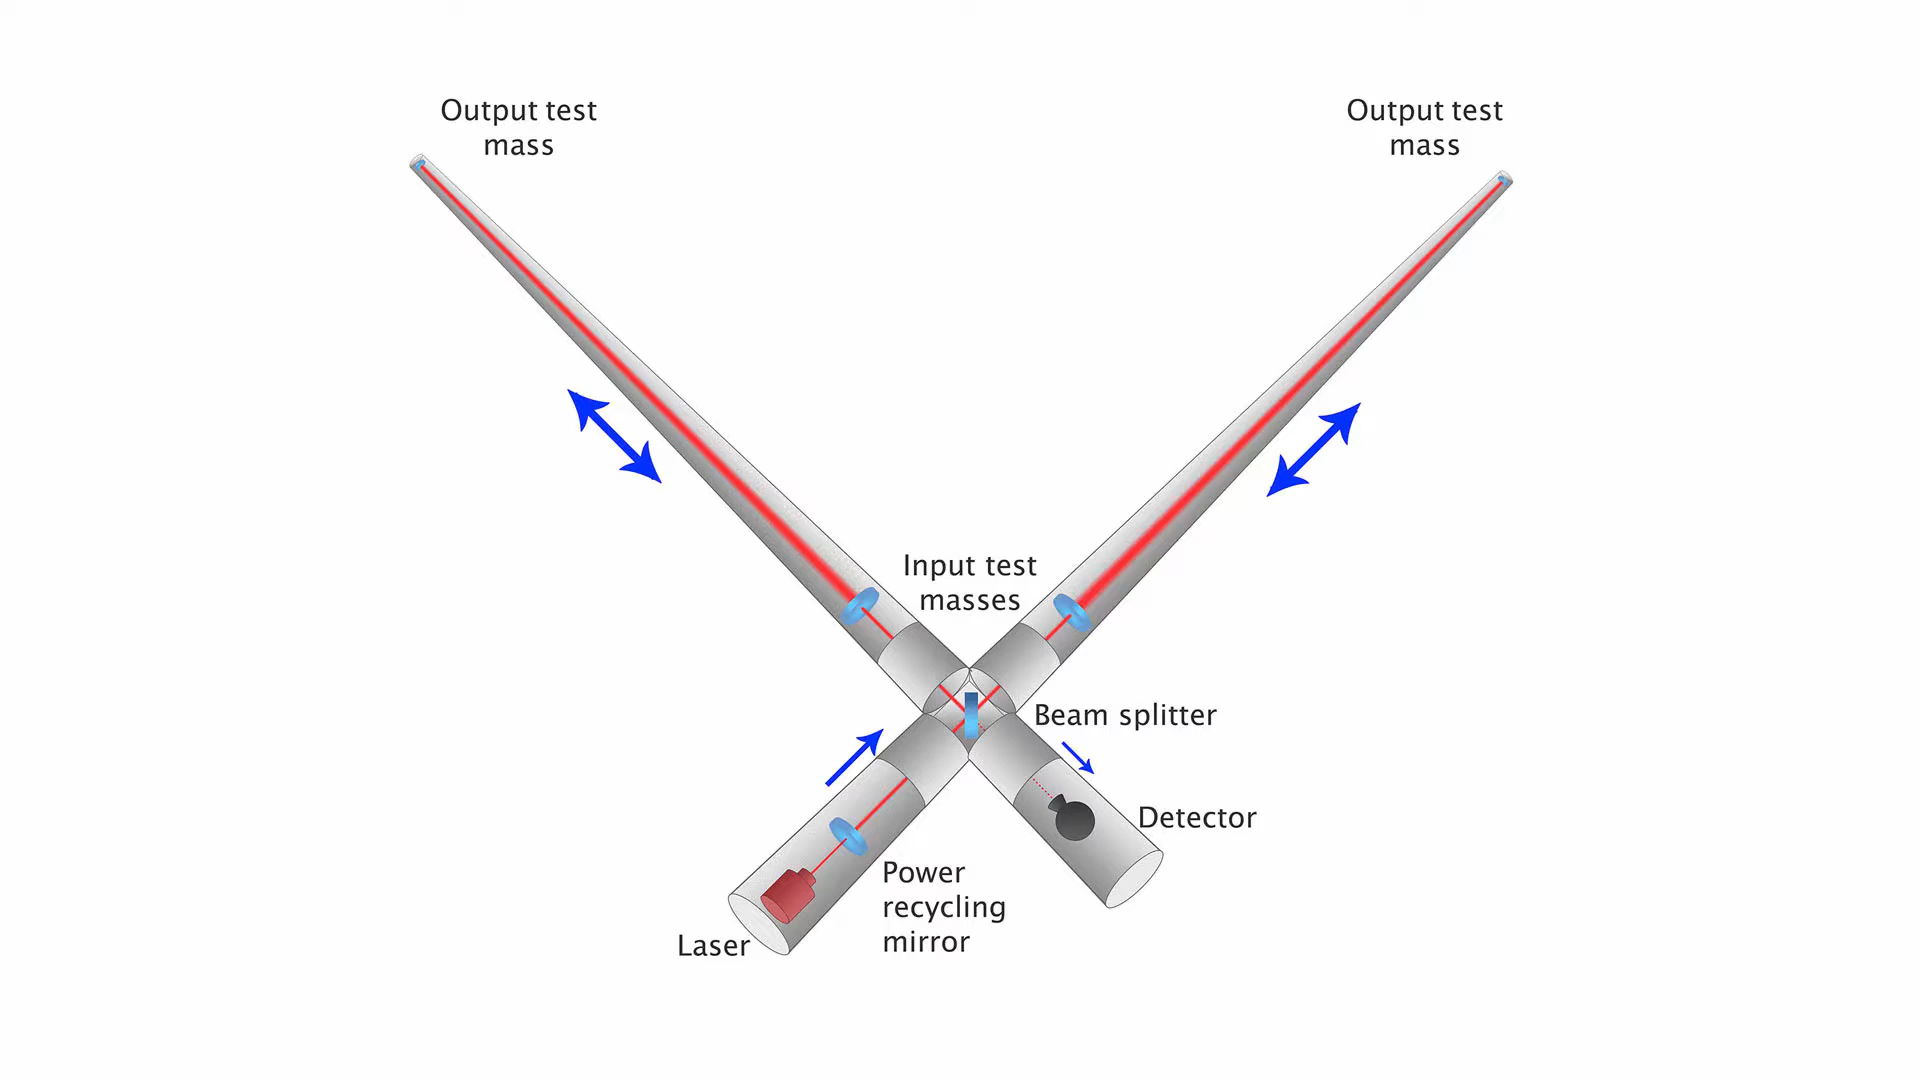 Output test
mass
Output test
mass
Input test
masses
Beam splitter
Detector
Power
recycling
mirror
Laser